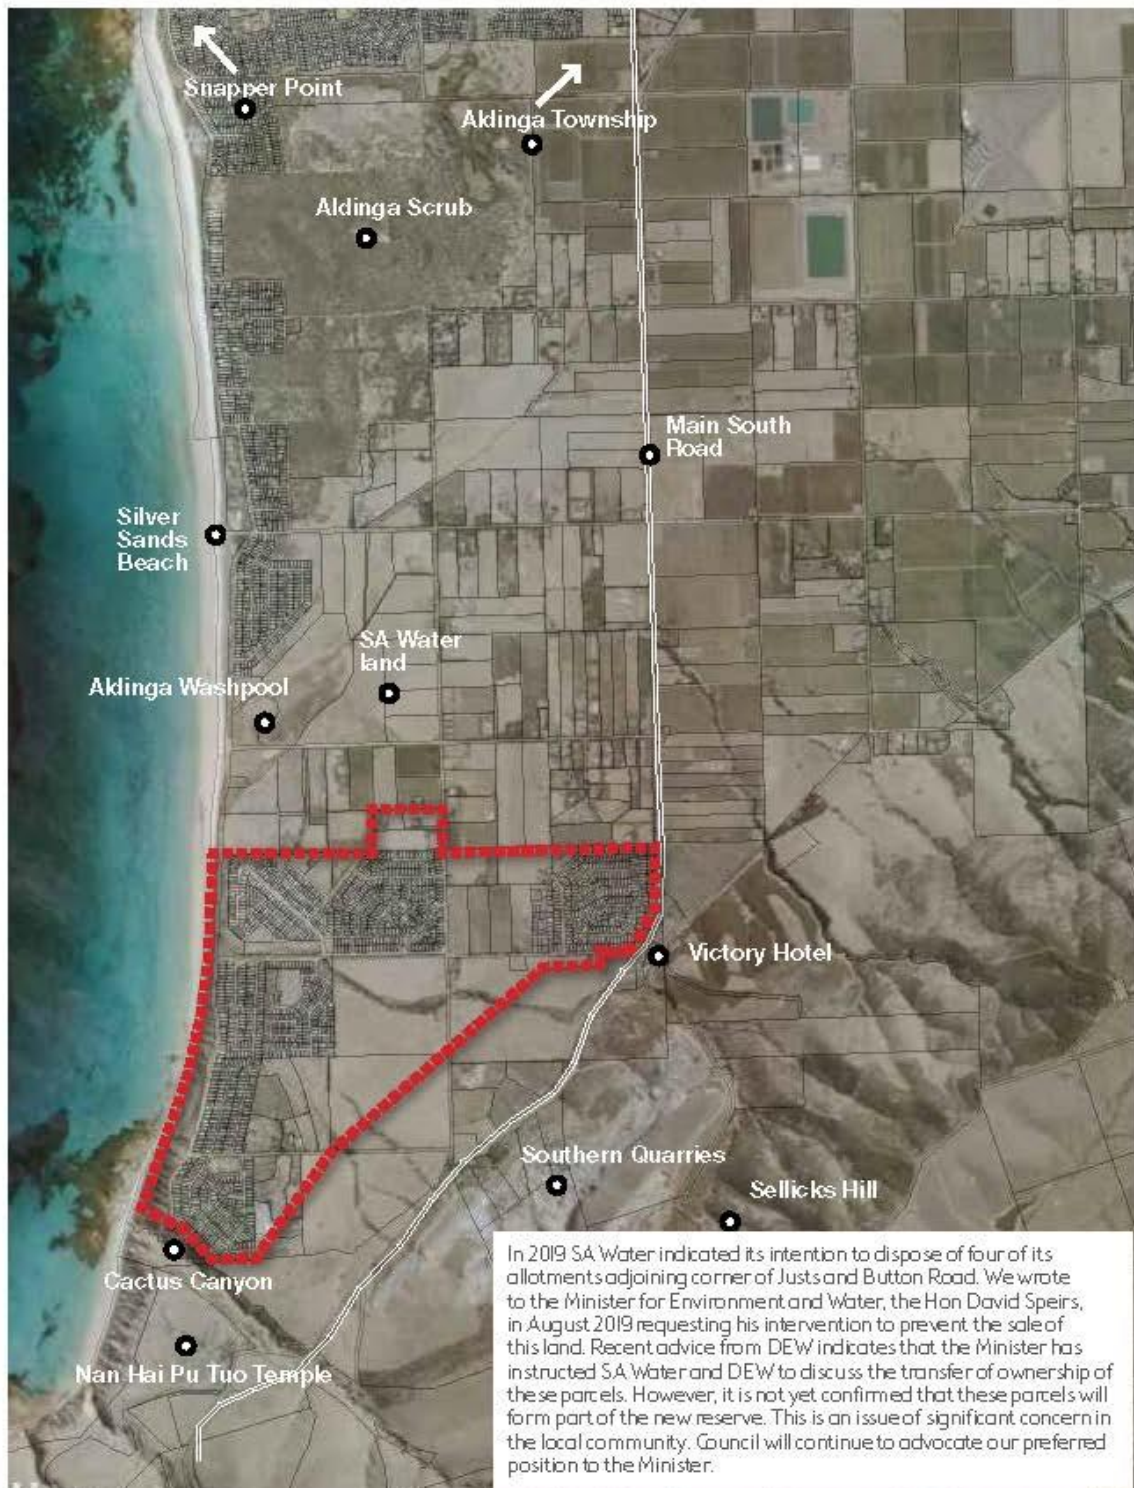 Snapper Point
Aldinga Township
Aldinga Scrub
Main South
Road
Silver
Sands
Beach
SA Water
land
Aldinga Washpool
Victory Hotel
Southern Quarries
Sellicks Hill
Cactus Canyon
Nan Hai Pu Tuo Temple
In 2019 SA Water indicated its intention to dispose of four of its
allotments adjoining corner of Justs and Button Road. We wrote
to the Minister for Environment and Water, the Hon David Speirs,
in August 2019 requesting his intervention to prevent the sale of
this land. Recent advice from DEW indicates that the Minister has
instructed SA Water and DEW to discuss the transfer of ownership of
these parcels. However, it is not yet confirmed that these parcels will
form part of the new reserve. This is an issue of significant concern in
the local community. Council will continue to advocate our preferred
position to the Minister.